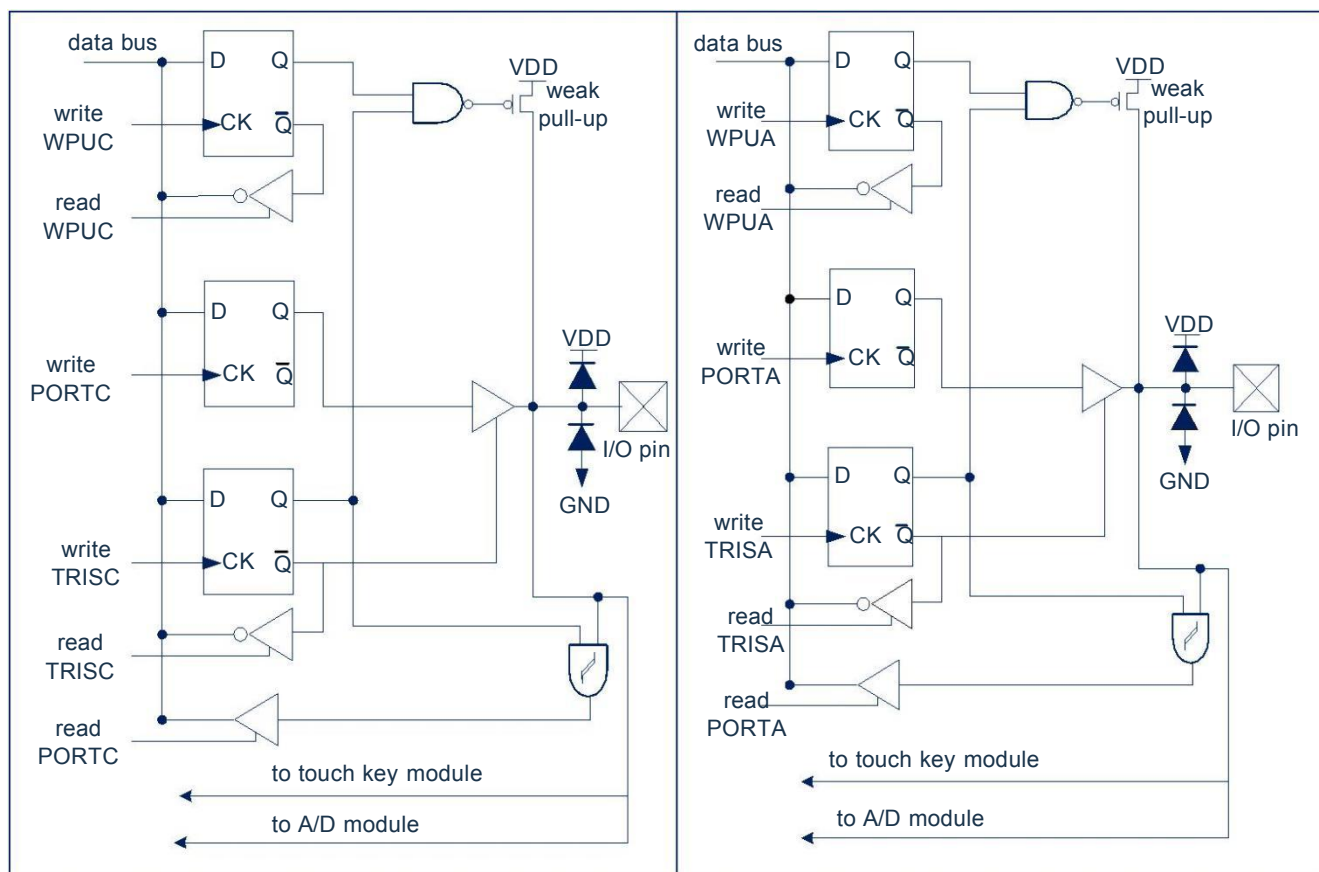 data bus
D Q
VDD
weak
pull-up
write
WPUC
CK Q̅
read
WPUC
D Q
VDD
write
PORTC
CK Q̅
I/O pin
D Q
GND
write
TRISC
CK Q̅
read
TRISC
read
PORTC
to touch key module
to A/D module
data bus
D Q
VDD
weak
pull-up
write
WPUA
CK Q̅
read
WPUA
D Q
VDD
write
PORTA
CK Q̅
I/O pin
D Q
GND
write
TRISA
CK Q̅
read
TRISA
read
PORTA
to touch key module
to A/D module